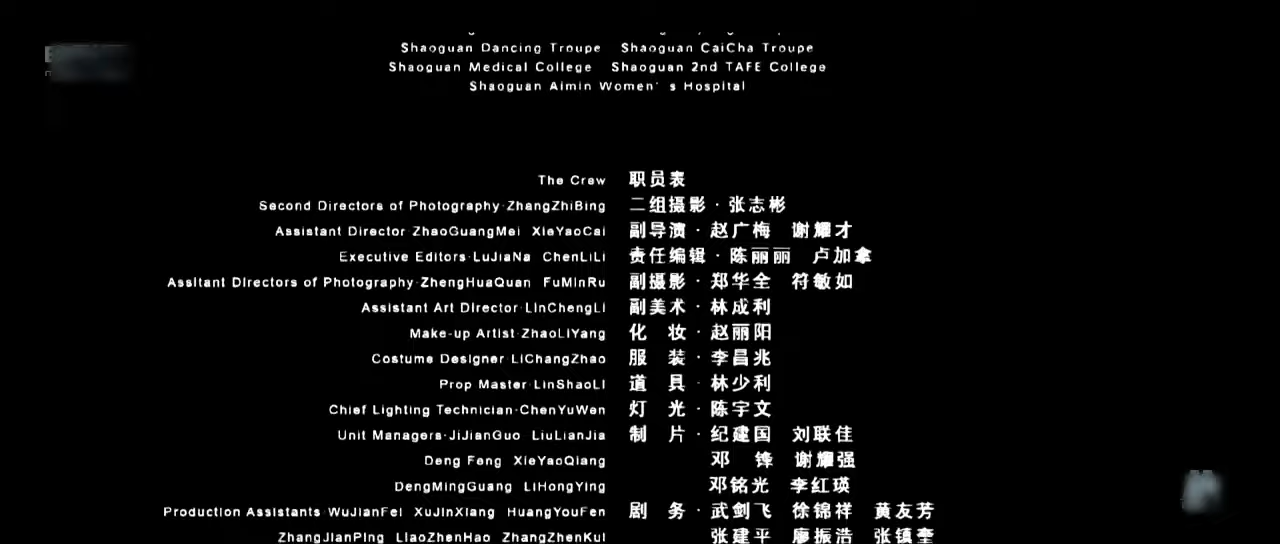 Shaoguan Dancing Troupe Shaoguan CaiCha Troupe
Shaoguan Medical College Shaoguan 2nd TAFE College
Shaoguan Aimin Women's Hospital
The Crew 职员表
Second Directors of Photography·ZhangZhiBing 二组摄影·张志彬
Assistant Director·ZhaoGuangMei XieYaoCai 副导演·赵广梅 谢耀才
Executive Editors·LuJiaNa ChenLiLi 责任编辑·陈丽丽 卢加拿
Assitant Directors of Photography·ZhengHuaQuan FuMinRu 副摄影·郑华全 符敏如
Assistant Art Director·LinChengLi 副美术·林成利
Make-up Artist·ZhaoLiYang 化 妆·赵丽阳
Costume Designer·LiChangZhao 服 装·李昌兆
Prop Master·LinShaoLi 道 具·林少利
Chief Lighting Technician·ChenYuWen 灯 光·陈宇文
Unit Managers·JiJianGuo LiuLianJia 制 片·纪建国 刘联佳
Deng Feng XieYaoQiang 邓 锋 谢耀强
DengMingGuang LiHongYing 邓铭光 李红瑛
Production Assistants·WuJianFei XuJinXiang HuangYouFen 剧 务·武剑飞 徐锦祥 黄友芳
ZhangJianPing LiaoZhenHao ZhangZhenKui 张建平 廖振浩 张镇奎